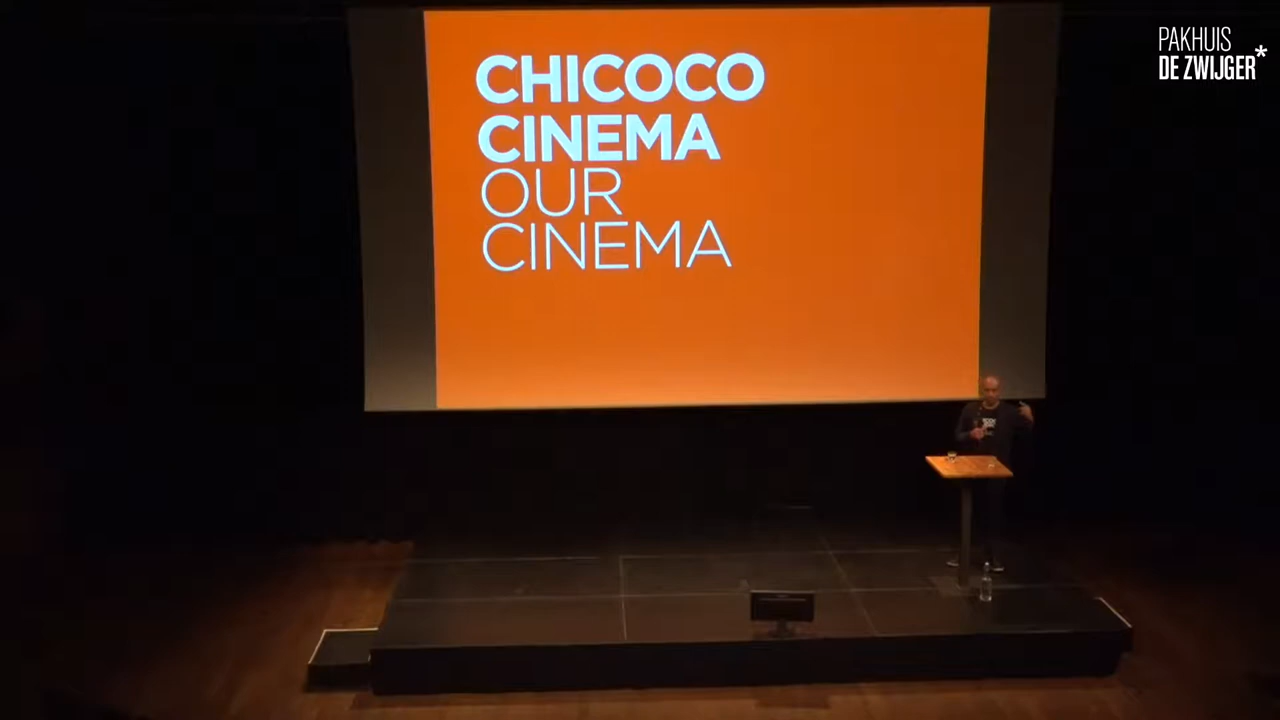 CHICOCO
CINEMA
OUR
CINEMA
PAKHUIS
DE ZWIJGER*